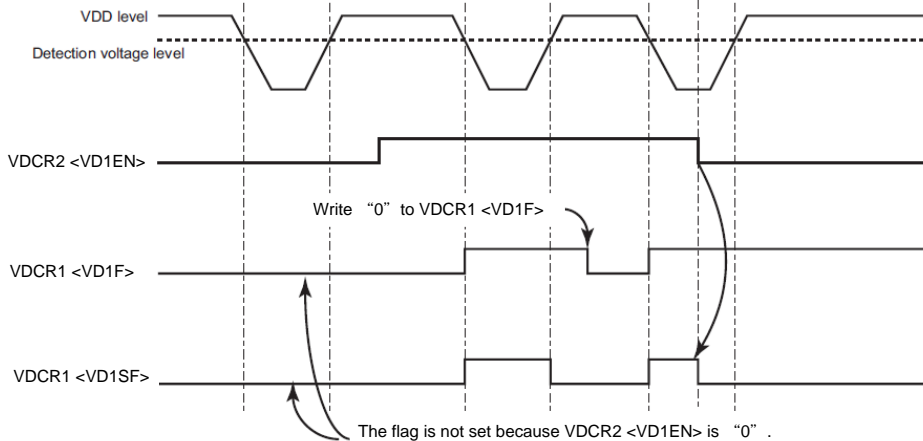 VDD level
Detection voltage level
VDCR2 <VD1EN>
Write “0” to VDCR1 <VD1F>
VDCR1 <VD1F>
VDCR1 <VD1SF>
The flag is not set because VDCR2 <VD1EN> is “0”.